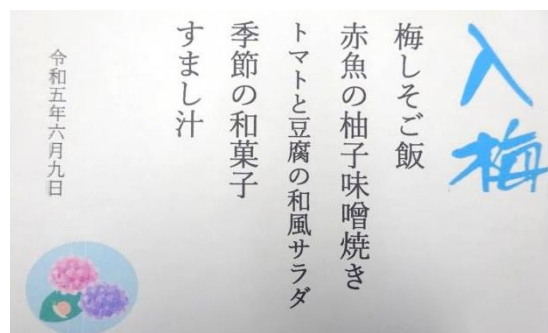 入梅
梅しそご飯
赤魚の柚子味噌焼き
トマトと豆腐の和風サラダ
季節の和菓子
すまし汁
令和五年六月九日